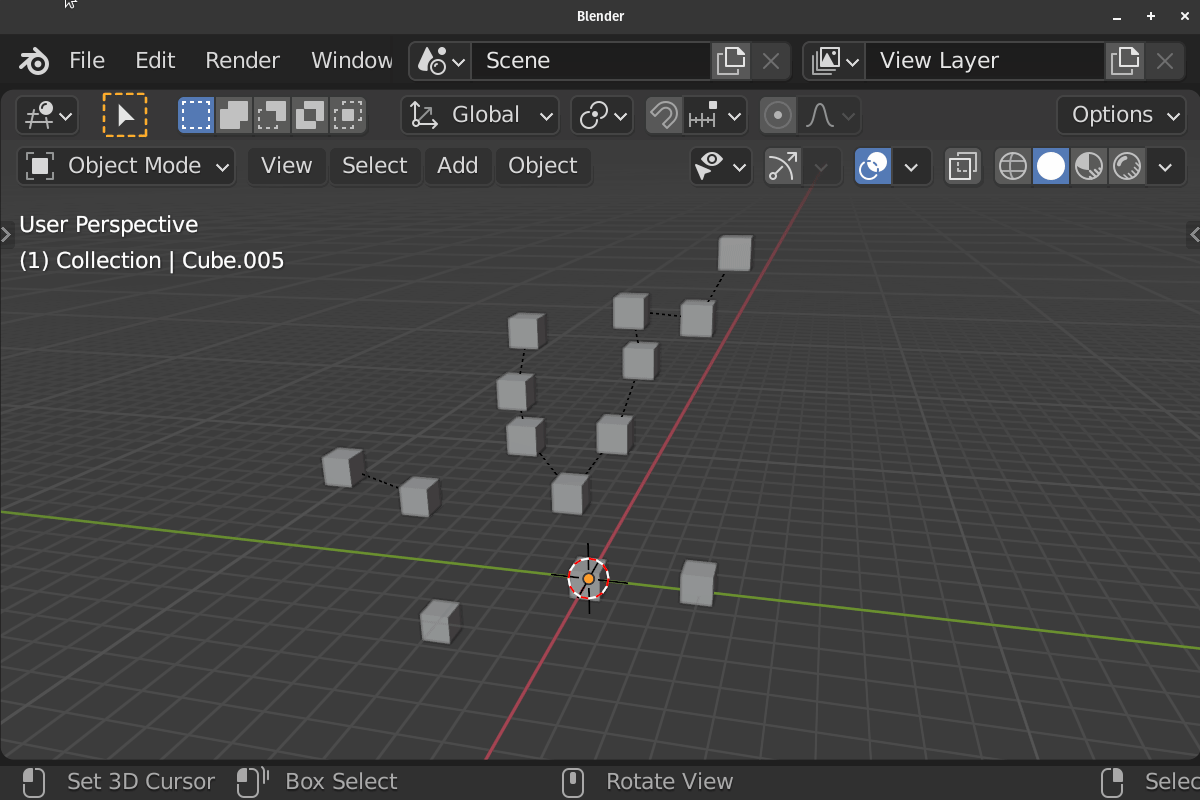 Blender
File Edit Render Window Scene View Layer
Global Options
Object Mode View Select Add Object
User Perspective
(1) Collection | Cube.005
Set 3D Cursor Box Select Rotate View Selec